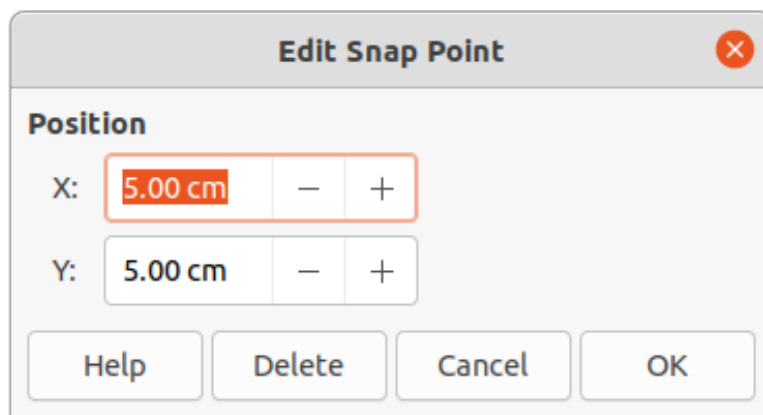 Edit Snap Point
Position
X: 5.00 cm
Y: 5.00 cm
Help Delete Cancel OK